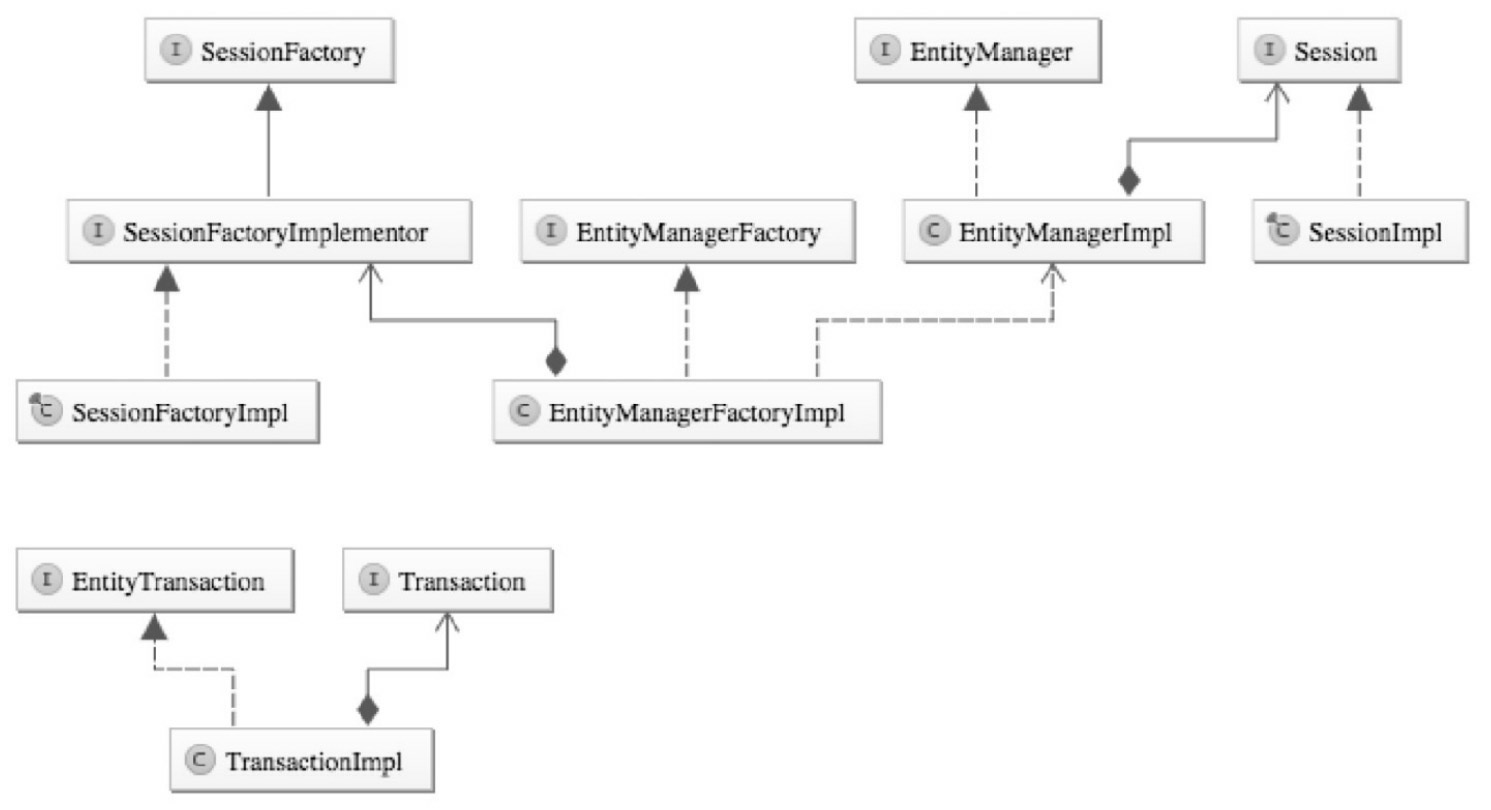 I SessionFactory
I EntityManager
I Session
I SessionFactoryImplementor
I EntityManagerFactory
C EntityManagerImpl
C SessionImpl
C SessionFactoryImpl
C EntityManagerFactoryImpl
I EntityTransaction
I Transaction
C TransactionImpl